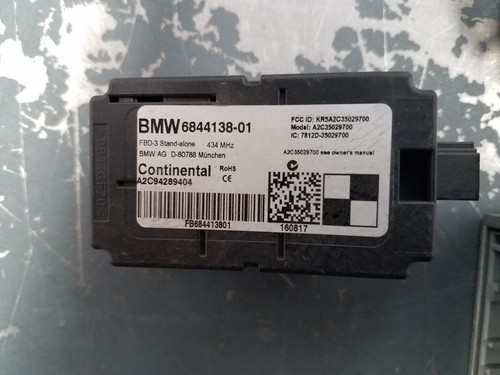 BMW 6844138-01
FBD-3 Stand-alone 434 MHz
BMW AG D-80788 München
Continental RoHS
A2C94289404 CE
FB684413801
FCC ID: KR5A2C35029700
Model: A2C35029700
IC: 7812D-35029700
A2C35029700 see owner's manual
160817